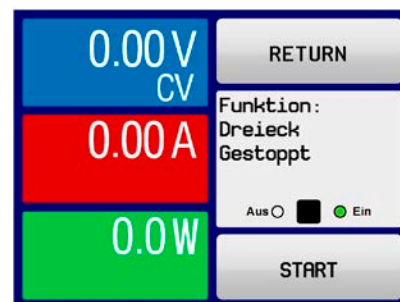 0.00 V
CV
0.00 A
0.0 W
RETURN
Funktion:
Dreieck
Gestoppt
Aus Ein
START